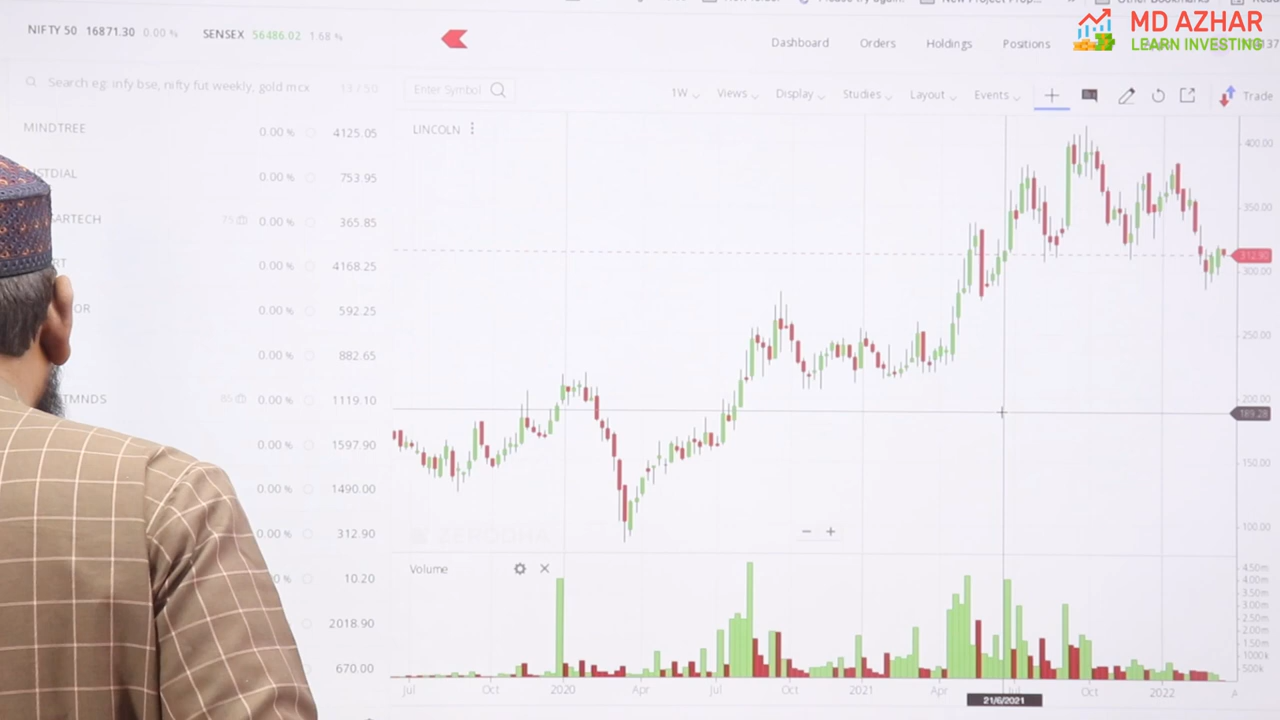 NIFTY 50 16871.30 0.00 % SENSEX 56486.02 1.68 %
MD AZHAR
LEARN INVESTING
Dashboard Orders Holdings Positions
Search eg: infy bse, nifty fut weekly, gold mcx 13 / 50
Enter Symbol
1W Views Display Studies Layout Events Trade
MINDTREE 0.00 % 4125.05
LINCOLN
0.00 % 753.95
75 0.00 % 365.85
0.00 % 4168.25
0.00 % 592.25
0.00 % 882.65
0.00 % 1119.10
0.00 % 1597.90
0.00 % 1490.00
0.00 % 312.90
10.20
2018.90
670.00
400.00
350.00
312.90
300.00
250.00
200.00
189.28
150.00
100.00
ZERODHA
Volume
4.50m
3.50m
3.00m
2.50m
2.00m
1.50m
1000k
500k
Jul Oct 2020 Apr Jul Oct 2021 Apr Jul Oct 2022 A
21/6/2021